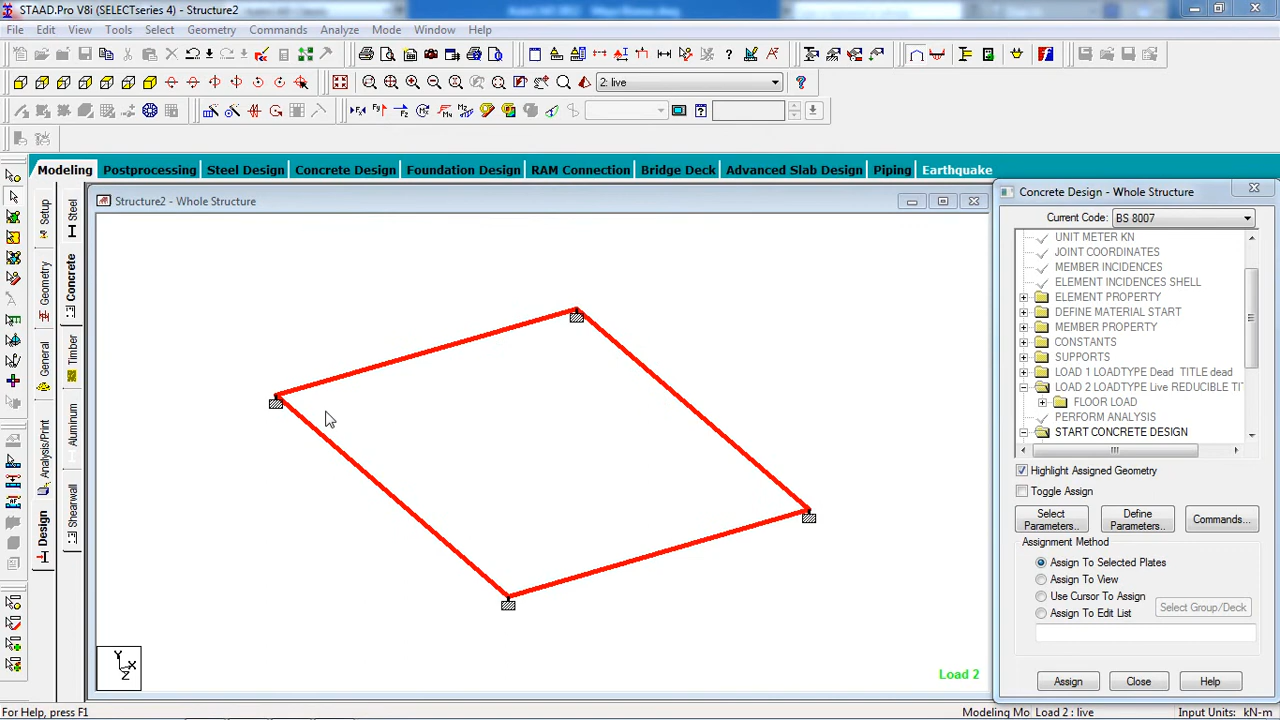 STAAD.Pro V8i (SELECTseries 4) - Structure2
File Edit View Tools Select Geometry Commands Analyze Mode Window Help
2: live
Modeling Postprocessing Steel Design Concrete Design Foundation Design RAM Connection Bridge Deck Advanced Slab Design Piping Earthquake
Setup
Geometry
General
Analysis/Print
Design
Steel
Concrete
Timber
Aluminum
Shearwall
Structure2 - Whole Structure
Y
X
Z
Load 2
Concrete Design - Whole Structure
Current Code: BS 8007
UNIT METER KN
JOINT COORDINATES
MEMBER INCIDENCES
ELEMENT INCIDENCES SHELL
ELEMENT PROPERTY
DEFINE MATERIAL START
MEMBER PROPERTY
CONSTANTS
SUPPORTS
LOAD 1 LOADTYPE Dead TITLE dead
LOAD 2 LOADTYPE Live REDUCIBLE TI
FLOOR LOAD
PERFORM ANALYSIS
START CONCRETE DESIGN
Highlight Assigned Geometry
Toggle Assign
Select Parameters..
Define Parameters..
Commands...
Assignment Method
Assign To Selected Plates
Assign To View
Use Cursor To Assign
Select Group/Deck
Assign To Edit List
Assign Close Help
For Help, press F1
Modeling Mo Load 2 : live Input Units: kN-m